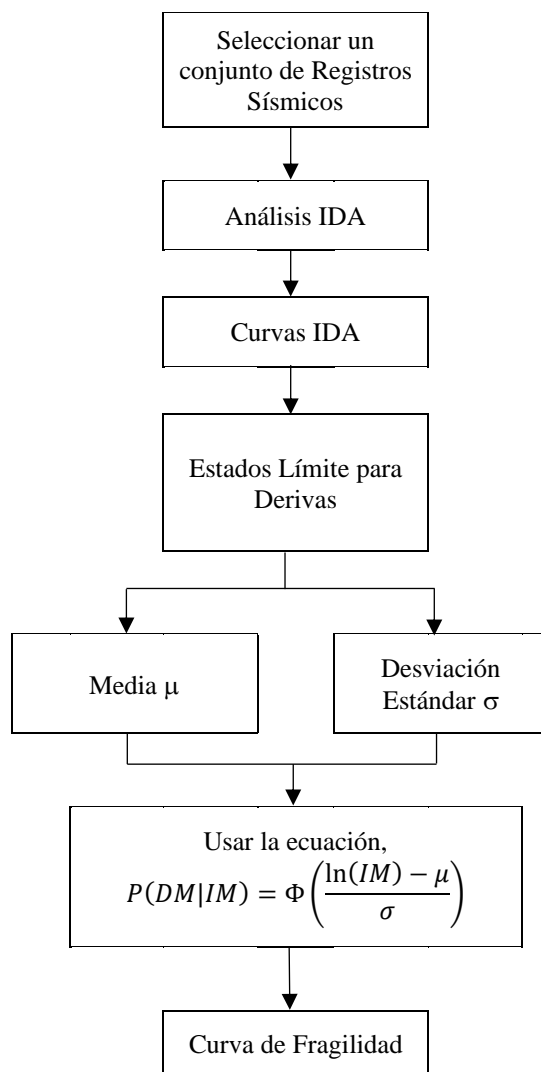 Seleccionar un
conjunto de Registros
Sísmicos
Análisis IDA
Curvas IDA
Estados Límite para
Derivas
Media μ
Desviación
Estándar σ
Usar la ecuación,
P(DM|IM) = Φ((ln(IM) − μ)/σ)
Curva de Fragilidad